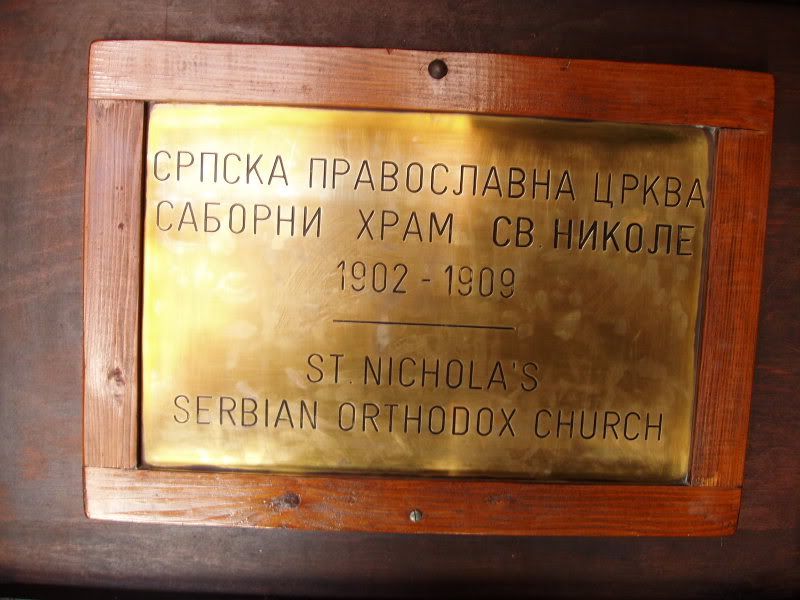 СРПСКА ПРАВОСЛАВНА ЦРКВА
САБОРНИ ХРАМ СВ. НИКОЛЕ
1902 - 1909
ST. NICHOLA'S
SERBIAN ORTHODOX CHURCH